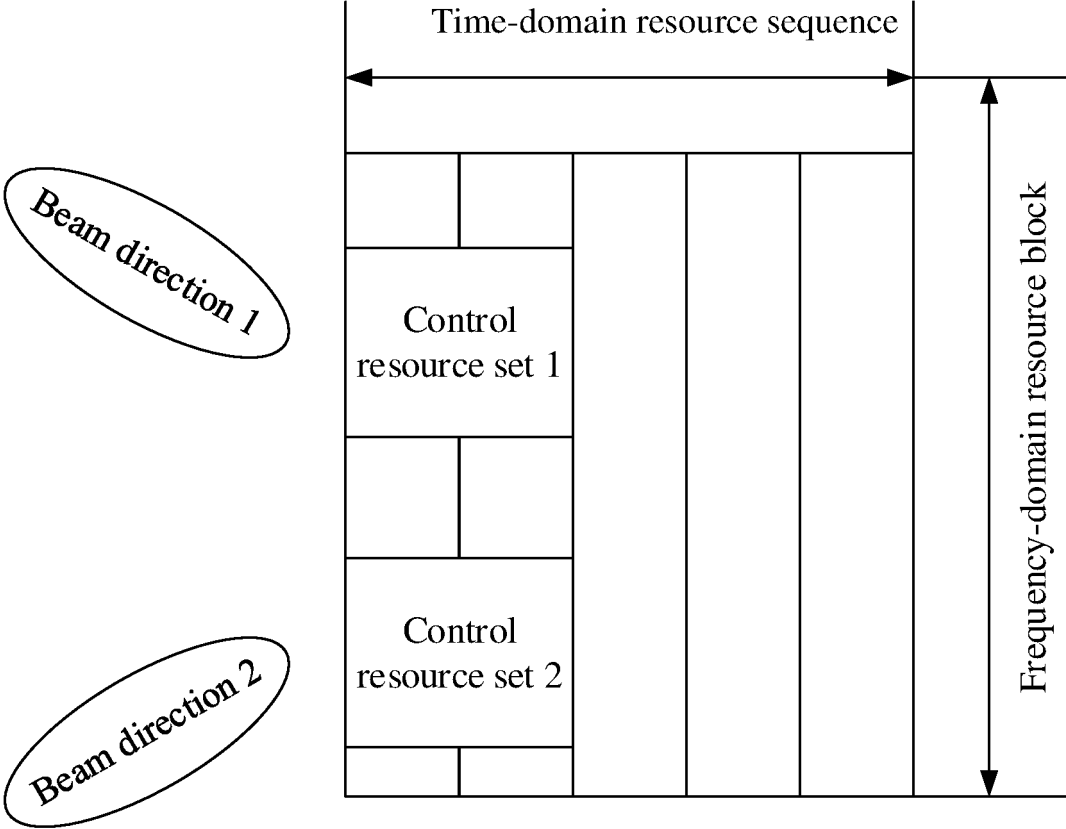 Time-domain resource sequence
Beam direction 1
Control
resource set 1
Frequency-domain resource block
Control
resource set 2
Beam direction 2